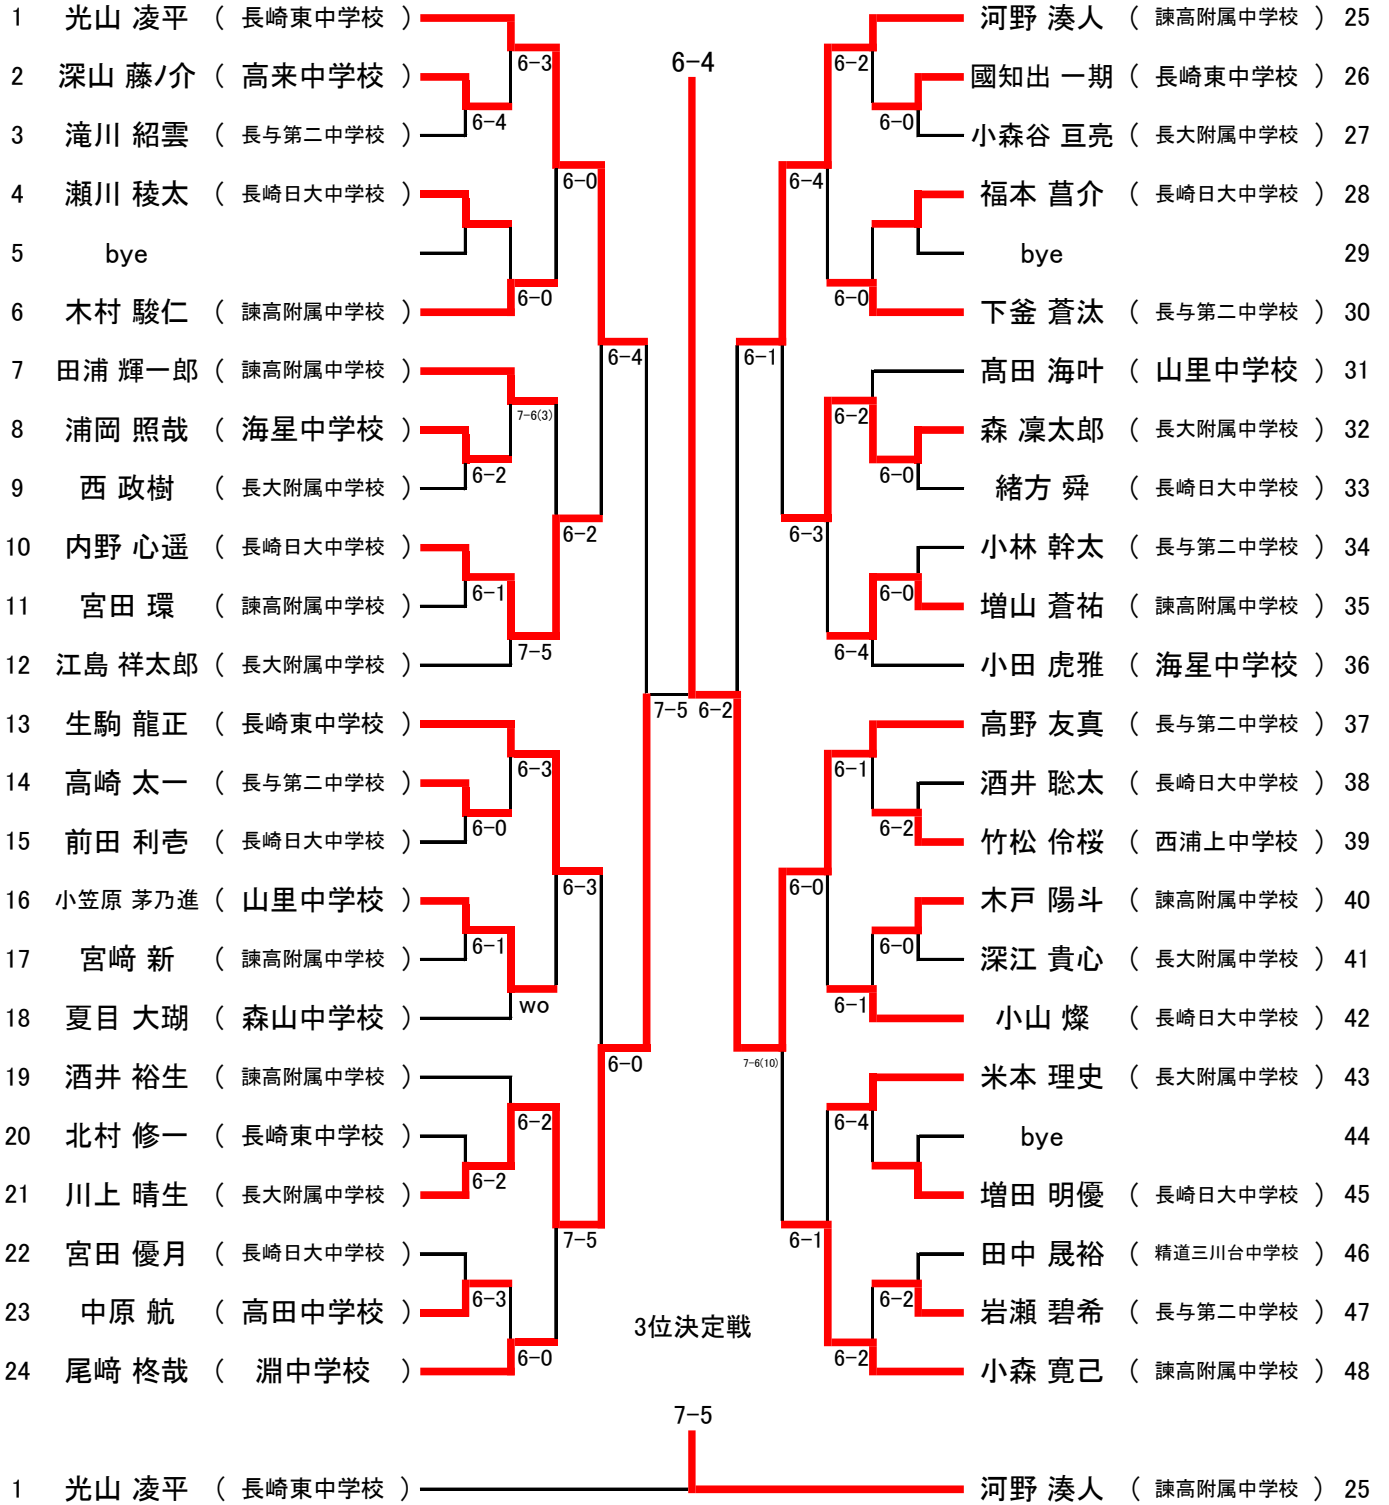 1 光山 凌平 ( 長崎東中学校 )
2 深山 藤ノ介 ( 高来中学校 )
3 滝川 紹雲 ( 長与第二中学校 )
4 瀬川 稜太 ( 長崎日大中学校 )
5 bye
6 木村 駿仁 ( 諫高附属中学校 )
7 田浦 輝一郎 ( 諫高附属中学校 )
8 浦岡 照哉 ( 海星中学校 )
9 西 政樹 ( 長大附属中学校 )
10 内野 心遥 ( 長崎日大中学校 )
11 宮田 環 ( 諫高附属中学校 )
12 江島 祥太郎 ( 長大附属中学校 )
13 生駒 龍正 ( 長崎東中学校 )
14 高崎 太一 ( 長与第二中学校 )
15 前田 利壱 ( 長崎日大中学校 )
16 小笠原 茅乃進 ( 山里中学校 )
17 宮﨑 新 ( 諫高附属中学校 )
18 夏目 大瑚 ( 森山中学校 )
19 酒井 裕生 ( 諫高附属中学校 )
20 北村 修一 ( 長崎東中学校 )
21 川上 晴生 ( 長大附属中学校 )
22 宮田 優月 ( 長崎日大中学校 )
23 中原 航 ( 高田中学校 )
24 尾﨑 柊哉 ( 淵中学校 )
6-3
6-4
6-0
6-0
7-6(3)
6-2
6-1
7-5
6-2
6-4
6-3
6-0
6-1
wo
6-3
6-2
6-2
6-3
6-0
7-5
6-0
7-5
6-4
6-2
6-2
6-0
6-0
6-4
6-2
6-0
6-0
6-4
6-3
6-1
6-1
6-2
6-0
6-1
6-0
6-4
6-2
6-2
6-1
7-6(10)
河野 湊人 ( 諫高附属中学校 ) 25
國知出 一期 ( 長崎東中学校 ) 26
小森谷 亘亮 ( 長大附属中学校 ) 27
福本 菖介 ( 長崎日大中学校 ) 28
bye 29
下釜 蒼汰 ( 長与第二中学校 ) 30
髙田 海叶 ( 山里中学校 ) 31
森 凜太郎 ( 長大附属中学校 ) 32
緒方 舜 ( 長崎日大中学校 ) 33
小林 幹太 ( 長与第二中学校 ) 34
増山 蒼祐 ( 諫高附属中学校 ) 35
小田 虎雅 ( 海星中学校 ) 36
高野 友真 ( 長与第二中学校 ) 37
酒井 聡太 ( 長崎日大中学校 ) 38
竹松 伶桜 ( 西浦上中学校 ) 39
木戸 陽斗 ( 諫高附属中学校 ) 40
深江 貴心 ( 長大附属中学校 ) 41
小山 燦 ( 長崎日大中学校 ) 42
米本 理史 ( 長大附属中学校 ) 43
bye 44
増田 明優 ( 長崎日大中学校 ) 45
田中 晟裕 ( 精道三川台中学校 ) 46
岩瀬 碧希 ( 長与第二中学校 ) 47
小森 寛己 ( 諫高附属中学校 ) 48
3位決定戦
7-5
1 光山 凌平 ( 長崎東中学校 )
河野 湊人 ( 諫高附属中学校 ) 25